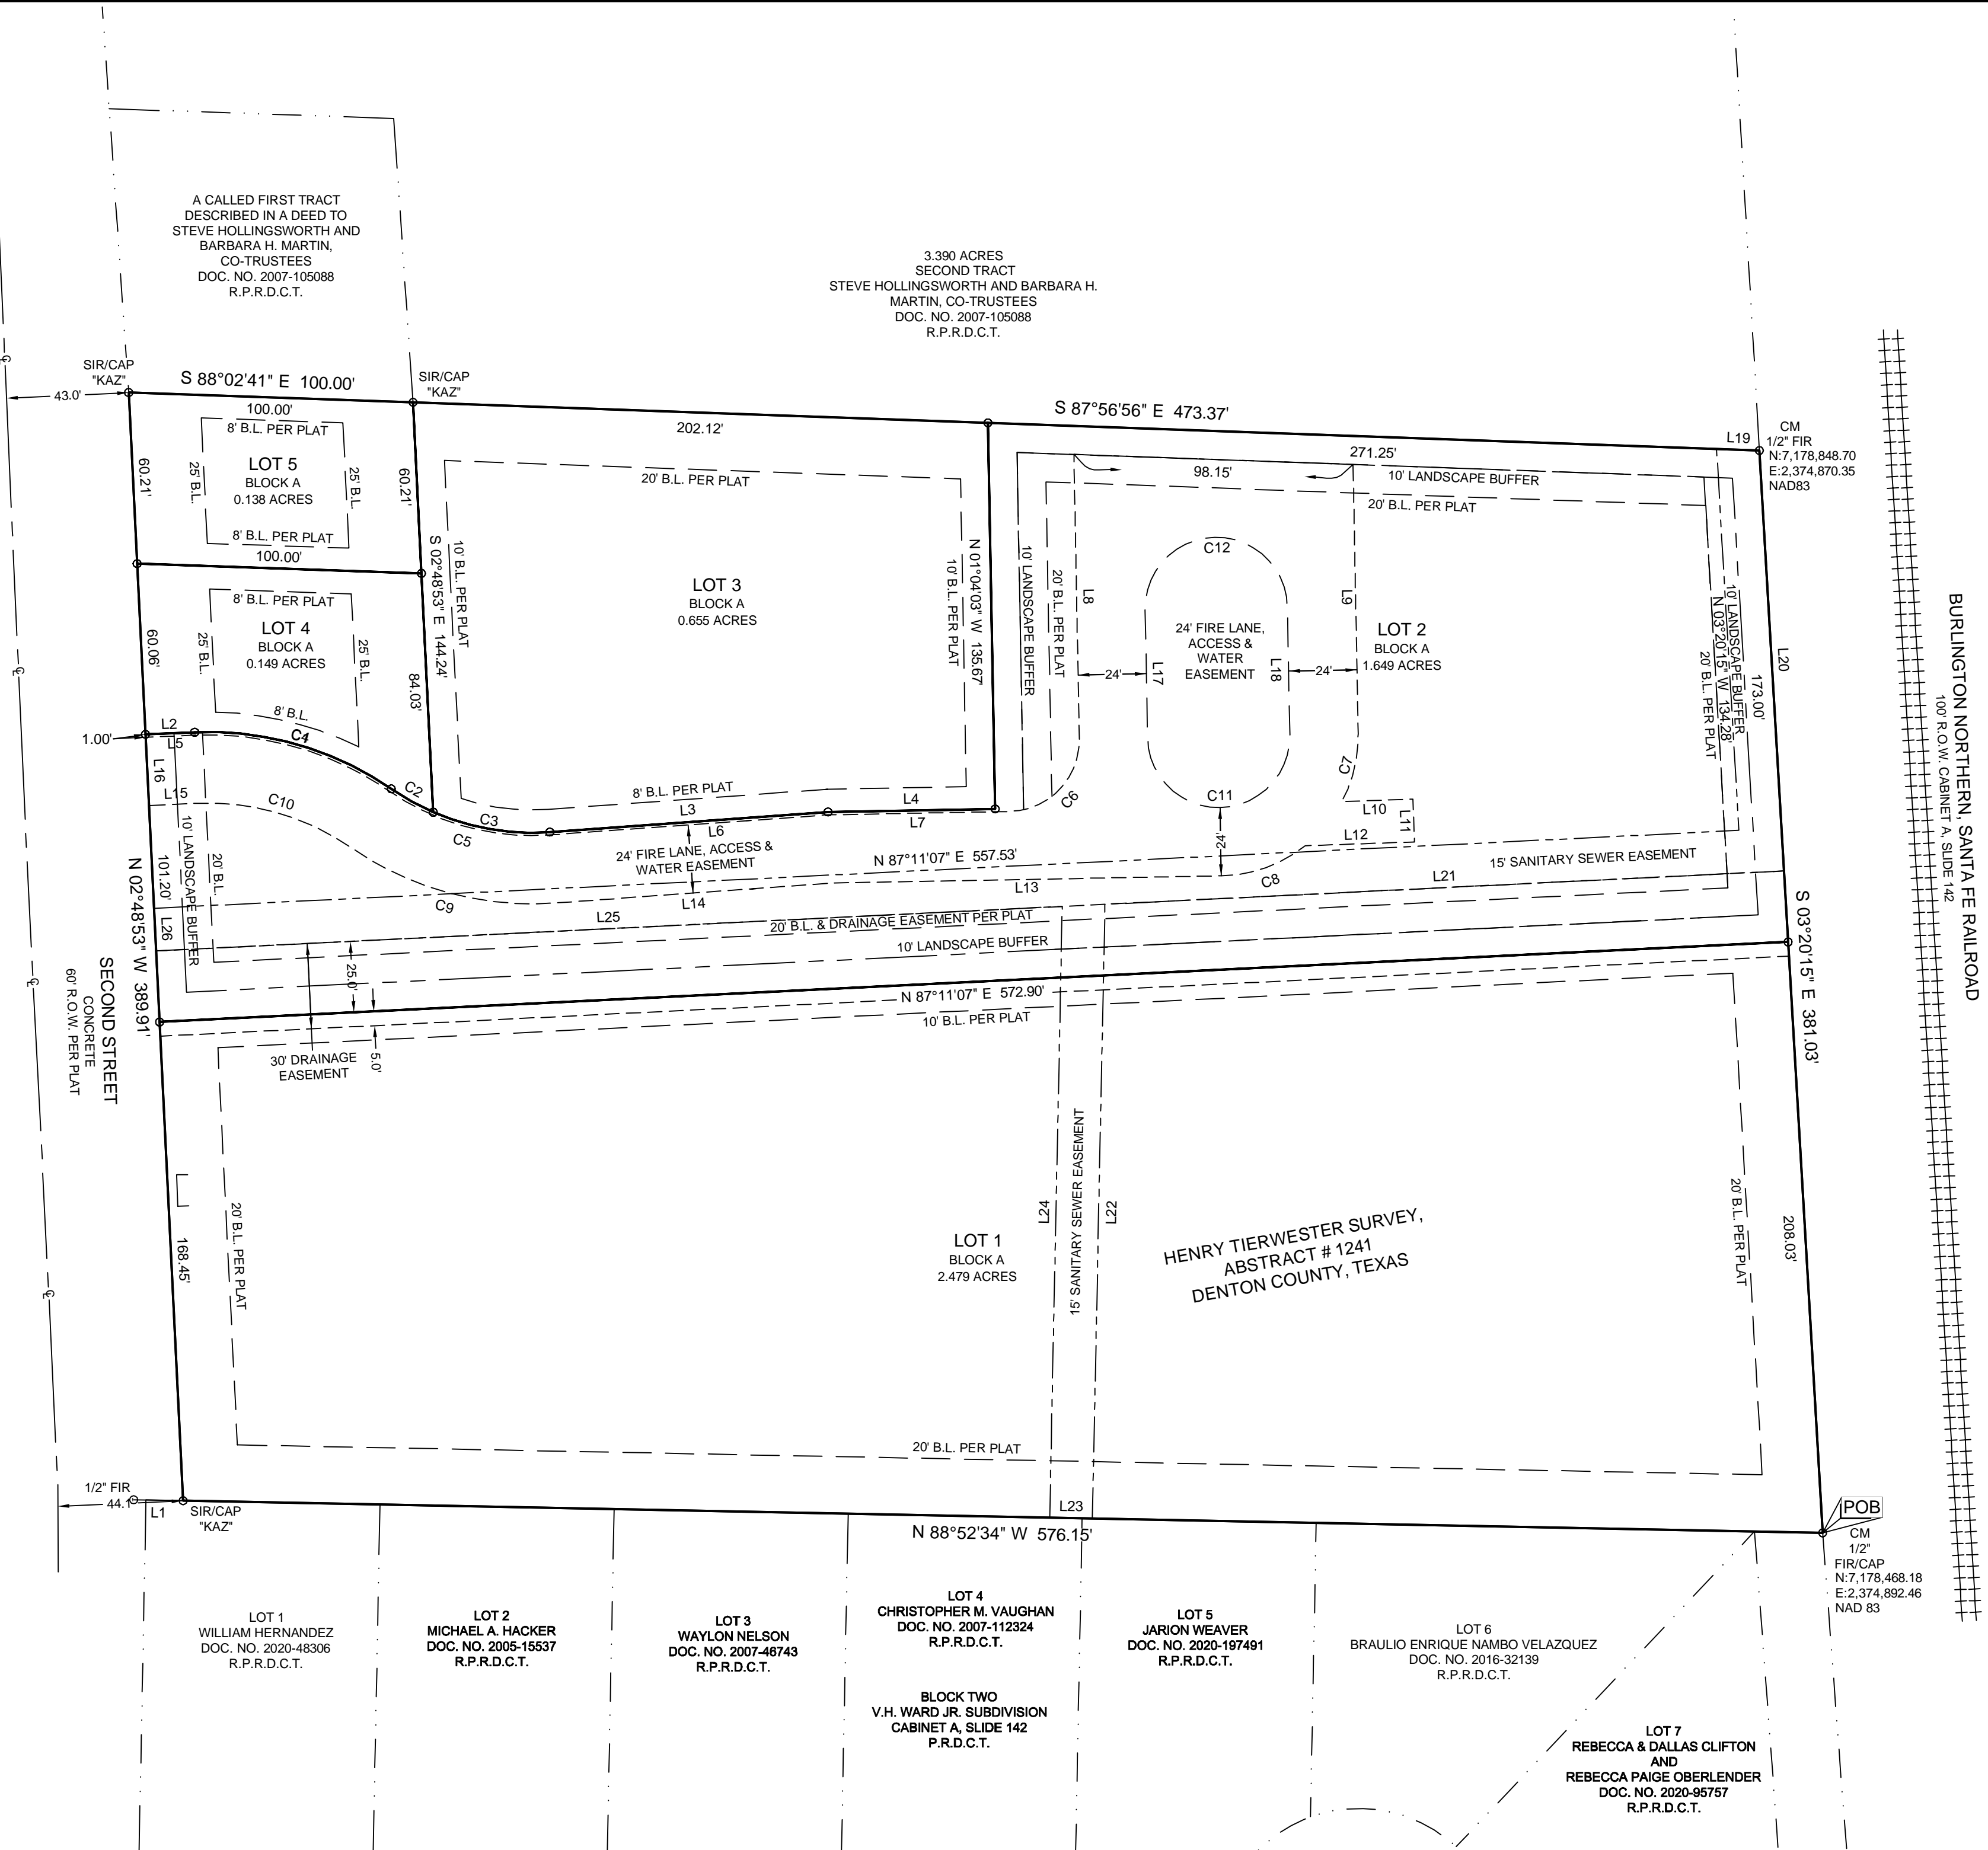 A CALLED FIRST TRACT
DESCRIBED IN A DEED TO
STEVE HOLLINGSWORTH AND
BARBARA H. MARTIN,
CO-TRUSTEES
DOC. NO. 2007-105088
R.P.R.D.C.T.
3.390 ACRES
SECOND TRACT
STEVE HOLLINGSWORTH AND BARBARA H.
MARTIN, CO-TRUSTEES
DOC. NO. 2007-105088
R.P.R.D.C.T.
SIR/CAP
"KAZ"
43.0'
S 88°02'41" E 100.00'
SIR/CAP
"KAZ"
S 87°56'56" E 473.37'
L19
CM
1/2" FIR
N:7,178,848.70
E:2,374,870.35
NAD83
100.00'
8' B.L. PER PLAT
LOT 5
BLOCK A
0.138 ACRES
25' B.L.
25' B.L.
8' B.L. PER PLAT
100.00'
60.21'
60.21'
202.12'
20' B.L. PER PLAT
271.25'
98.15'
10' LANDSCAPE BUFFER
20' B.L. PER PLAT
8' B.L. PER PLAT
LOT 4
BLOCK A
0.149 ACRES
25' B.L.
25' B.L.
8' B.L.
60.06'
84.03'
S 02°48'53" E 144.24'
10' B.L. PER PLAT
LOT 3
BLOCK A
0.655 ACRES
N 01°04'03" W 135.67'
10' B.L. PER PLAT
10' LANDSCAPE BUFFER
20' B.L. PER PLAT
L8
C12
24' FIRE LANE,
ACCESS &
WATER
EASEMENT
L17
L18
24'
24'
L9
LOT 2
BLOCK A
1.649 ACRES
10' LANDSCAPE BUFFER
N 03°20'15" W 134.28'
20' B.L. PER PLAT
173.00'
L20
BURLINGTON NORTHERN, SANTA FE RAILROAD
100' R.O.W. CABINET A, SLIDE 142
1.00'
L2
L5
C4
C2
C3
C5
8' B.L. PER PLAT
L3
L6
L4
L7
C6
C11
C7
L10
L11
L12
24'
L16
L15
C10
24' FIRE LANE, ACCESS &
WATER EASEMENT
N 87°11'07" E 557.53'
15' SANITARY SEWER EASEMENT
L13
C8
L21
C9
L14
L25
101.20'
L26
10' LANDSCAPE BUFFER
20' B.L.
20' B.L. & DRAINAGE EASEMENT PER PLAT
10' LANDSCAPE BUFFER
25.0'
N 87°11'07" E 572.90'
10' B.L. PER PLAT
30' DRAINAGE
EASEMENT
5.0'
N 02°48'53" W 389.91'
SECOND STREET
CONCRETE
60' R.O.W. PER PLAT
S 03°20'15" E 381.03'
168.45'
20' B.L. PER PLAT
LOT 1
BLOCK A
2.479 ACRES
L24
15' SANITARY SEWER EASEMENT
L22
HENRY TIERWESTER SURVEY,
ABSTRACT # 1241
DENTON COUNTY, TEXAS
20' B.L. PER PLAT
208.03'
20' B.L. PER PLAT
1/2" FIR
44.1'
L1
SIR/CAP
"KAZ"
L23
N 88°52'34" W 576.15'
POB
CM
1/2"
FIR/CAP
N:7,178,468.18
E:2,374,892.46
NAD 83
LOT 1
WILLIAM HERNANDEZ
DOC. NO. 2020-48306
R.P.R.D.C.T.
LOT 2
MICHAEL A. HACKER
DOC. NO. 2005-15537
R.P.R.D.C.T.
LOT 3
WAYLON NELSON
DOC. NO. 2007-46743
R.P.R.D.C.T.
LOT 4
CHRISTOPHER M. VAUGHAN
DOC. NO. 2007-112324
R.P.R.D.C.T.
BLOCK TWO
V.H. WARD JR. SUBDIVISION
CABINET A, SLIDE 142
P.R.D.C.T.
LOT 5
JARION WEAVER
DOC. NO. 2020-197491
R.P.R.D.C.T.
LOT 6
BRAULIO ENRIQUE NAMBO VELAZQUEZ
DOC. NO. 2016-32139
R.P.R.D.C.T.
LOT 7
REBECCA & DALLAS CLIFTON
AND
REBECCA PAIGE OBERLENDER
DOC. NO. 2020-95757
R.P.R.D.C.T.